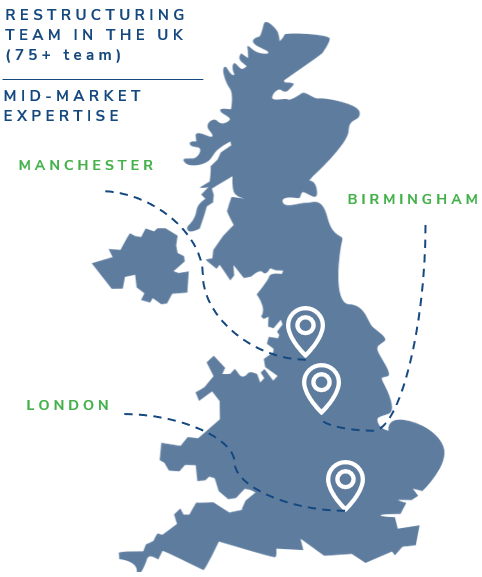 RESTRUCTURING
TEAM IN THE UK
(75+ team)
MID-MARKET
EXPERTISE
MANCHESTER
BIRMINGHAM
LONDON